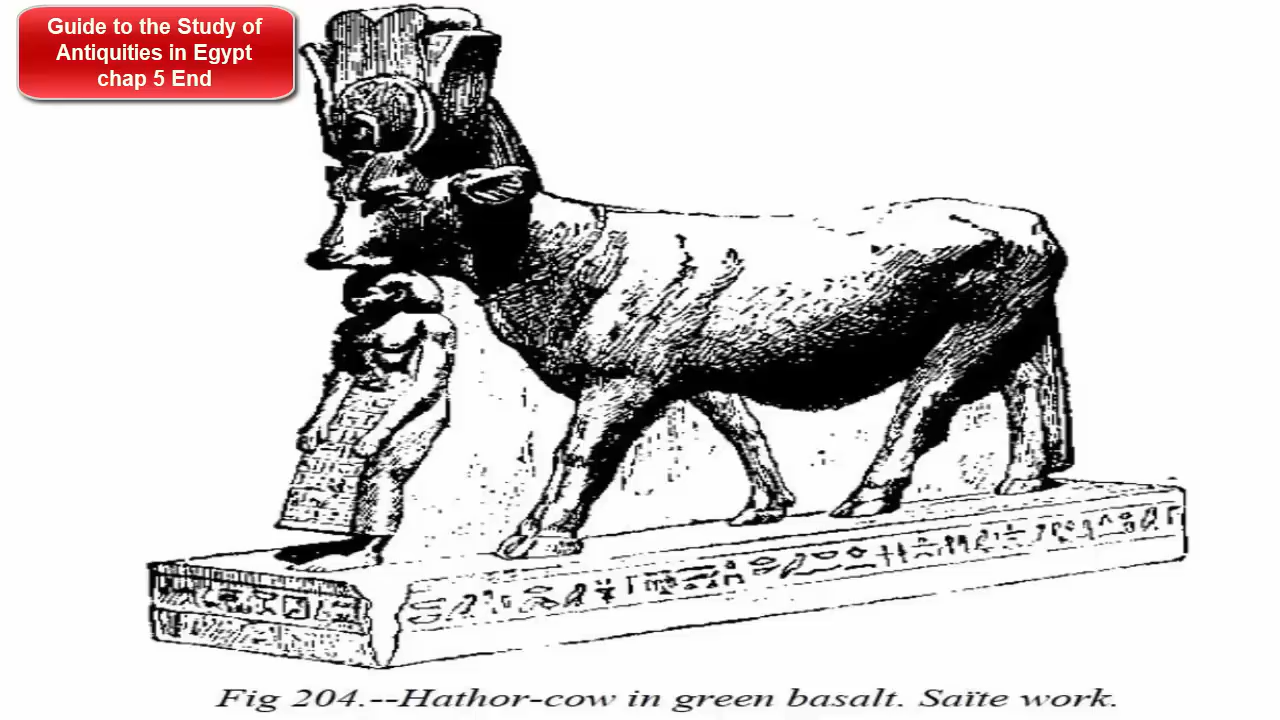 Guide to the Study of
Antiquities in Egypt
chap 5 End
Fig 204.--Hathor-cow in green basalt. Saïte work.